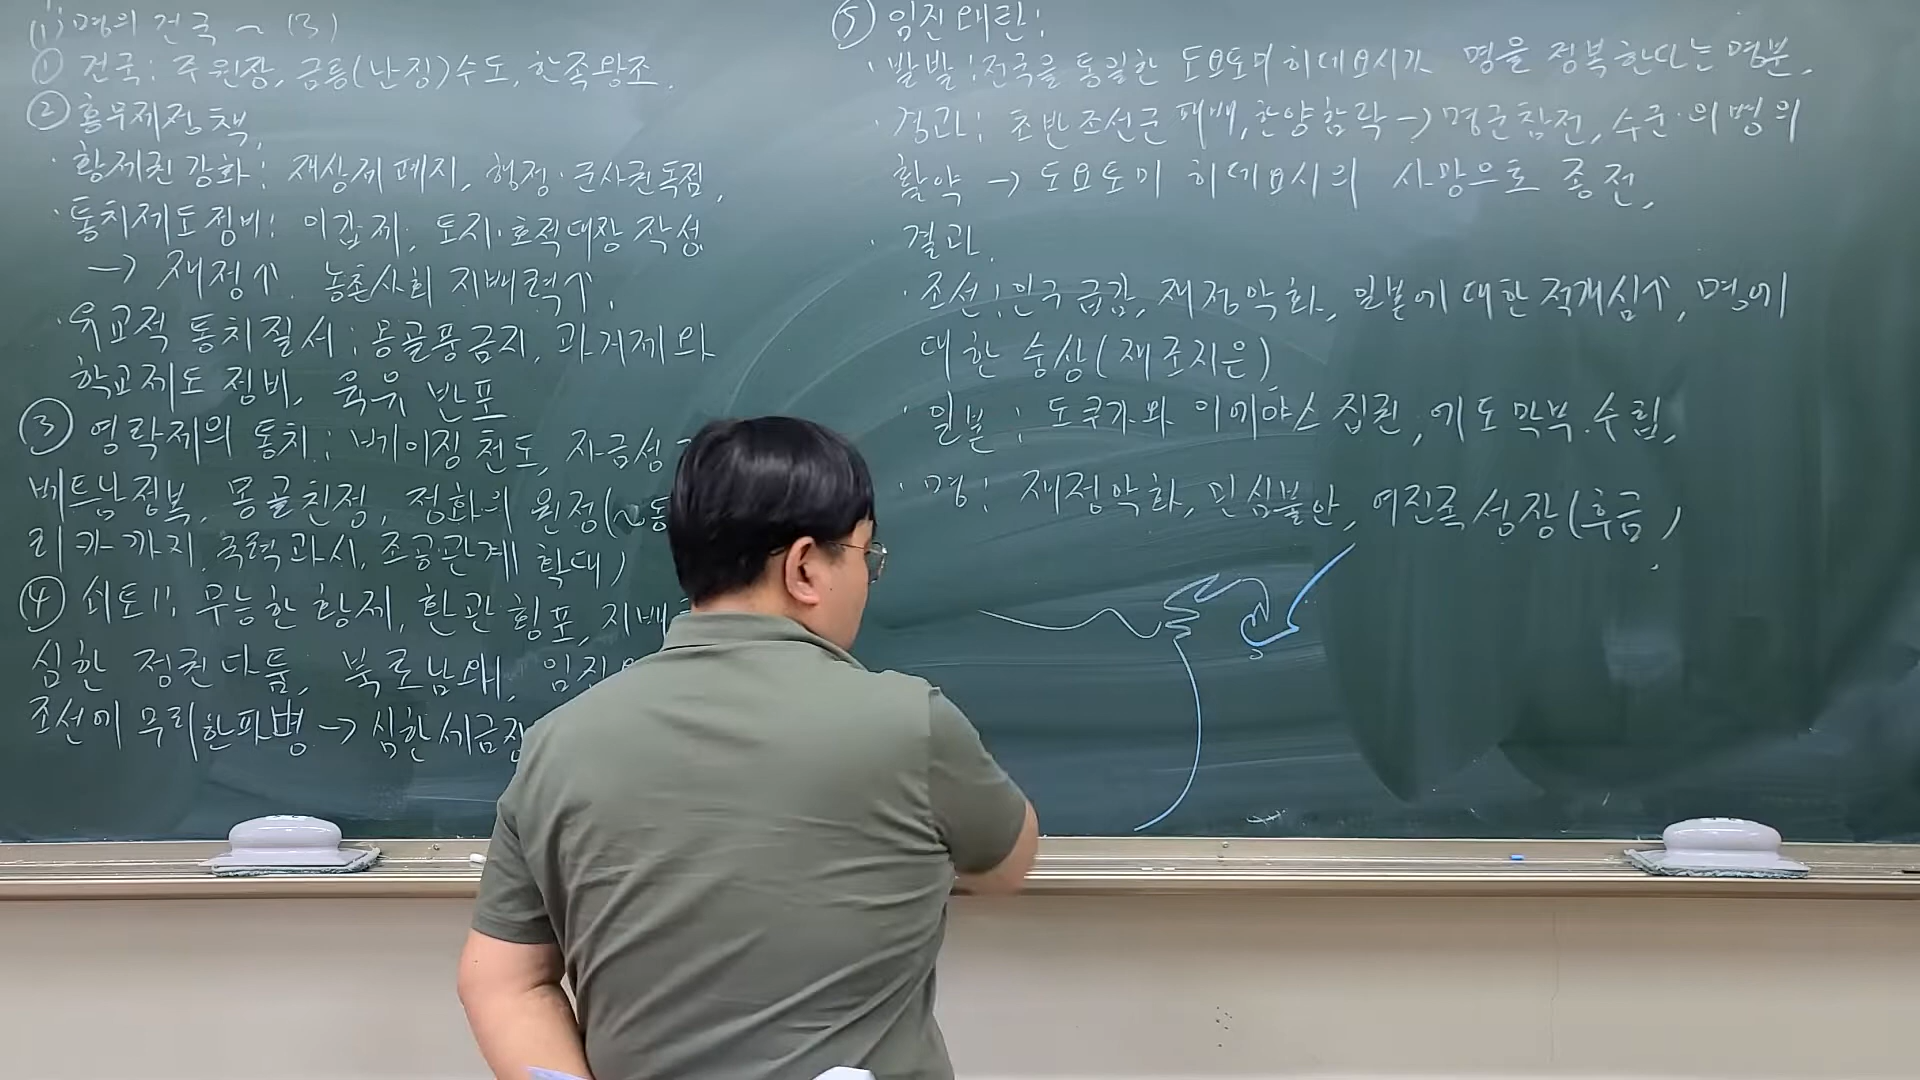 (1) 명의 건국 ~ (3)
① 건국: 주원장, 금릉(난징)수도, 한족왕조.
② 홍무제정책.
· 황제권 강화: 재상제 폐지, 행정·군사권 독점,
· 통치제도정비: 이갑제, 토지·호적대장 작성
→ 재정↑ 농촌사회 지배력↑.
· 유교적 통치질서: 몽골풍금지, 과거제와
학교제도 정비, 육유 반포
③ 영락제의 통치: 베이징 천도, 자금성
베트남정복, 몽골친정, 정화의 원정(~동
리카까지, 국력과시, 조공관계 확대)
④ 쇠퇴: 무능한 황제, 환관 횡포, 지배
심한 정권다툼, 북로남왜, 임진
조선에 무리한파병 → 심한세금
⑤ 임진왜란:
· 발발: 전국을 통일한 도요토미 히데요시가 명을 정복한다는 명분.
· 경과: 초반 조선군 패배, 한양함락 → 명군참전, 수군·의병의
활약 → 도요토미 히데요시의 사망으로 종전.
· 결과.
· 조선: 인구 급감, 재정악화, 일본에 대한 적개심↑, 명에
대한 숭상(재조지은)
· 일본: 도쿠가와 이에야스 집권, 에도 막부 수립,
· 명: 재정악화, 민심불안, 여진족 성장(후금)